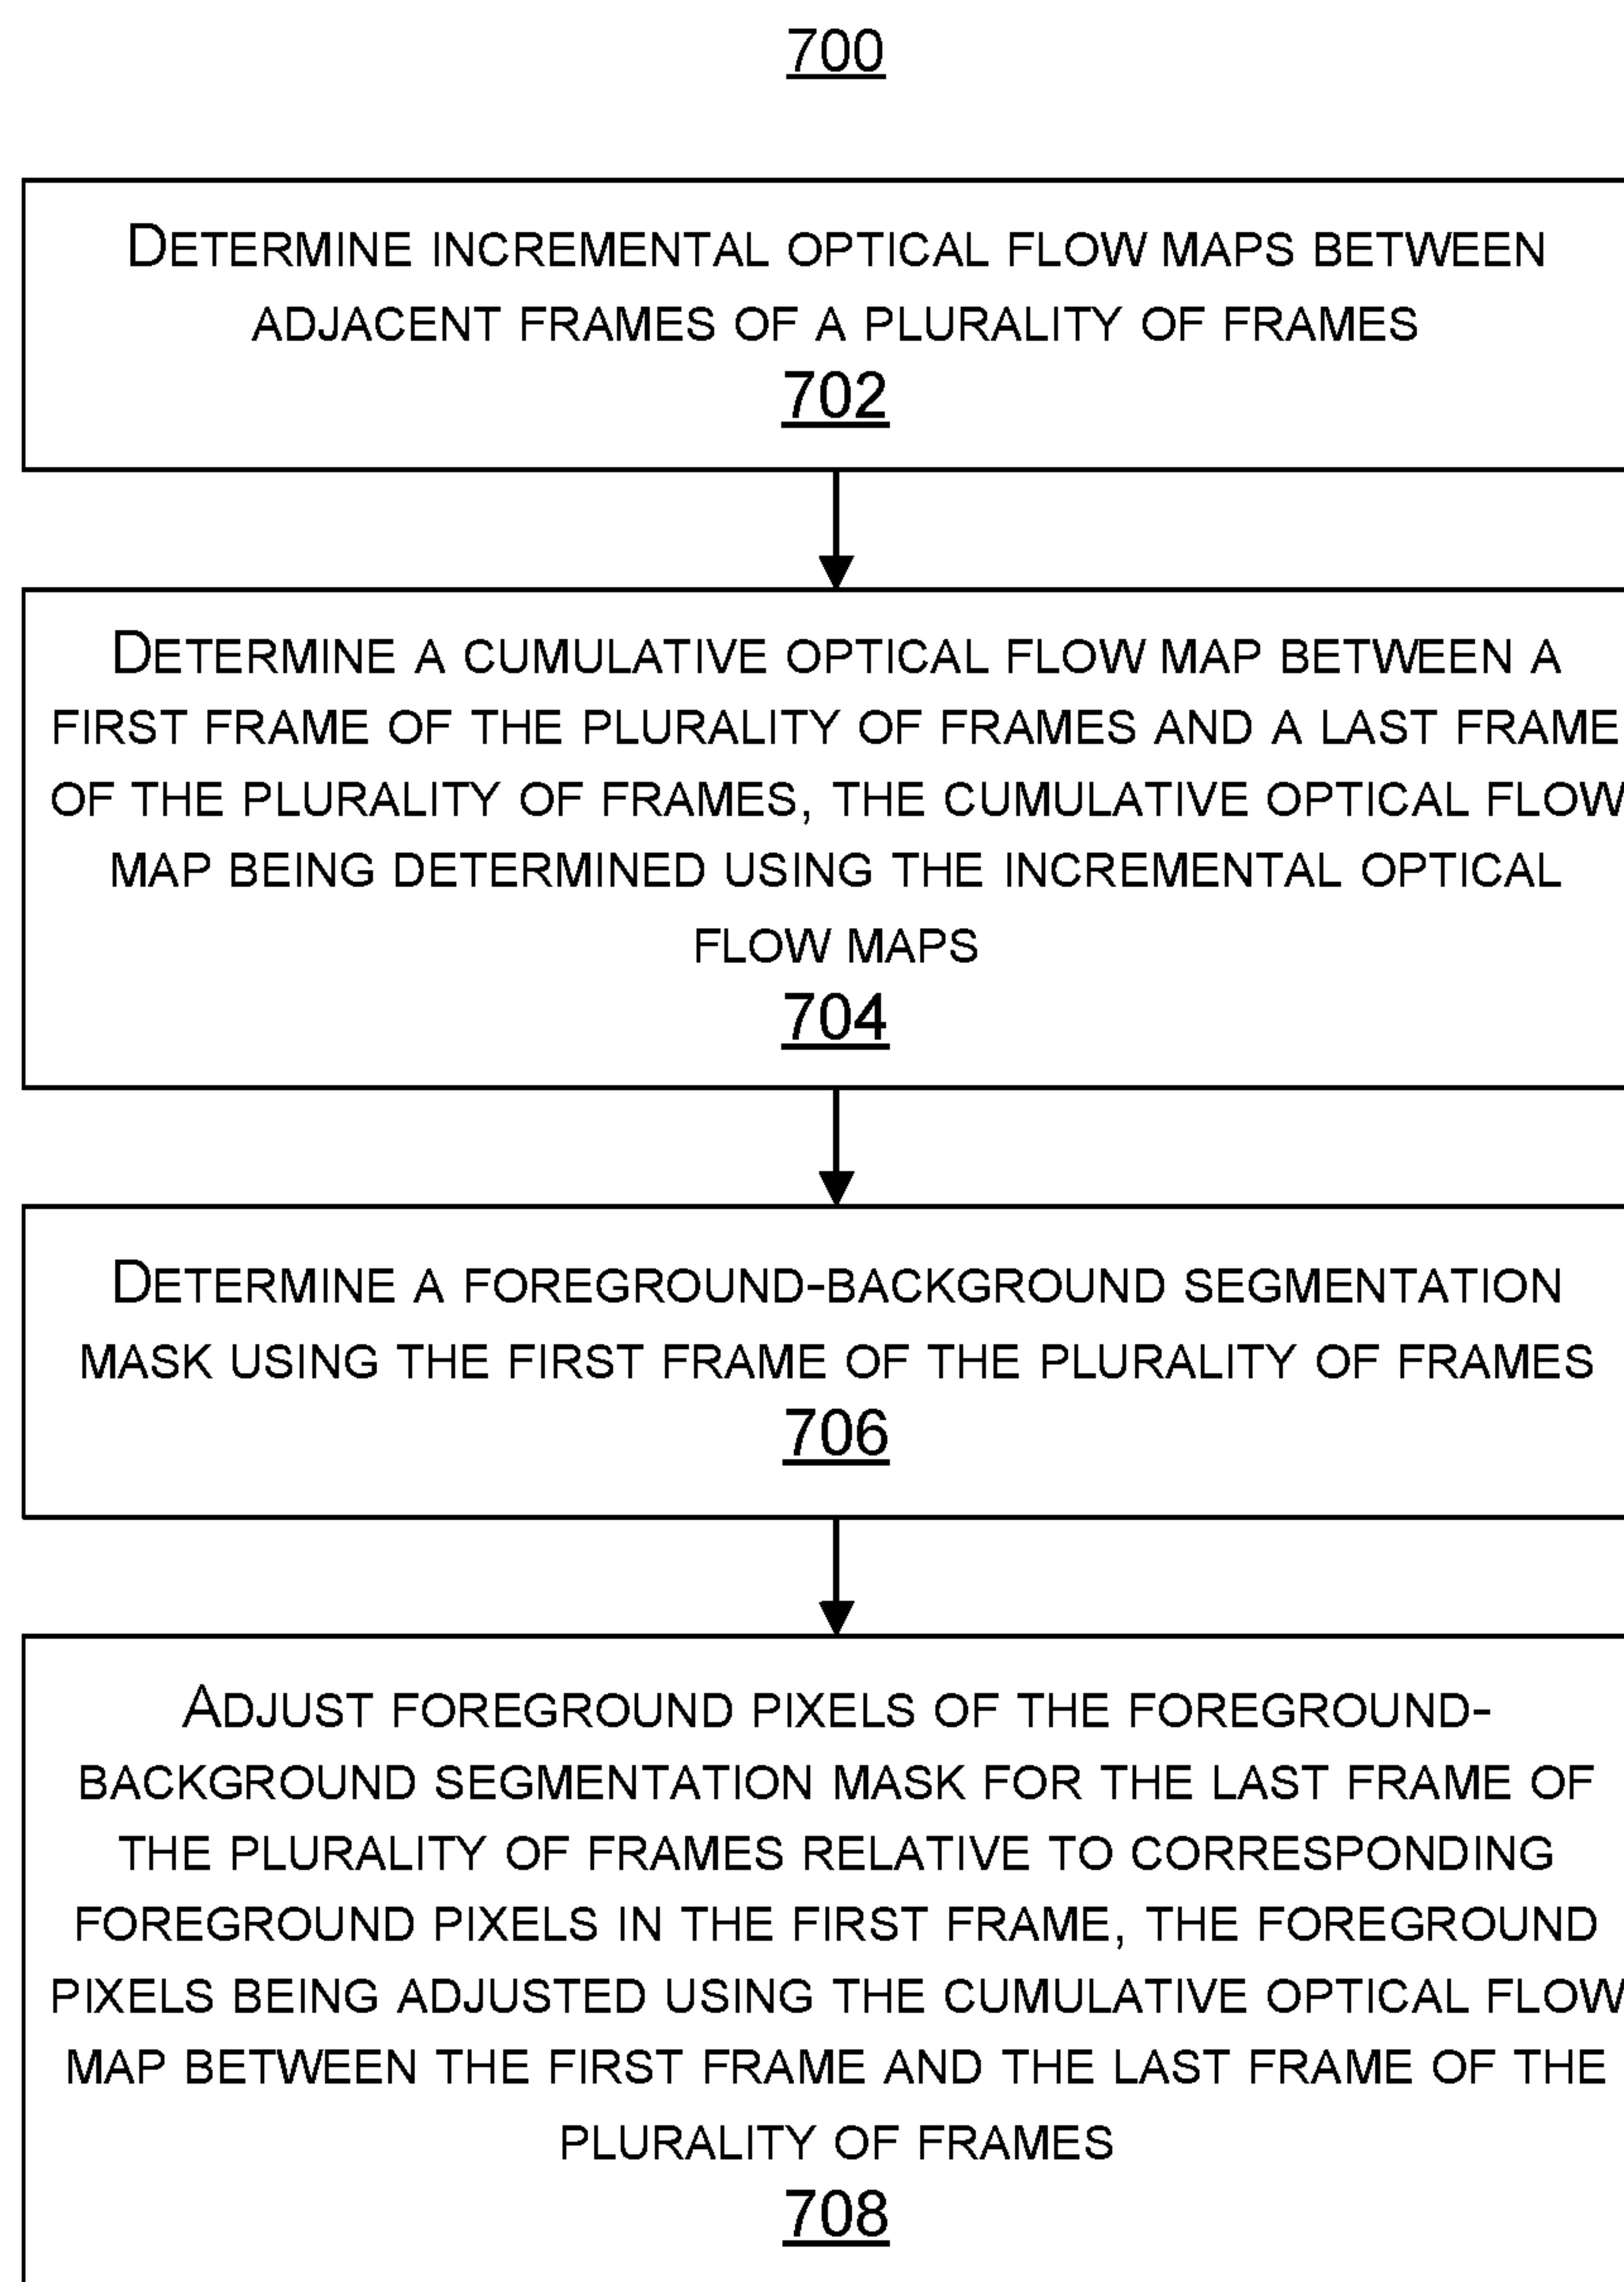 700
DETERMINE INCREMENTAL OPTICAL FLOW MAPS BETWEEN
ADJACENT FRAMES OF A PLURALITY OF FRAMES
702
DETERMINE A CUMULATIVE OPTICAL FLOW MAP BETWEEN A
FIRST FRAME OF THE PLURALITY OF FRAMES AND A LAST FRAME
OF THE PLURALITY OF FRAMES, THE CUMULATIVE OPTICAL FLOW
MAP BEING DETERMINED USING THE INCREMENTAL OPTICAL
FLOW MAPS
704
DETERMINE A FOREGROUND-BACKGROUND SEGMENTATION
MASK USING THE FIRST FRAME OF THE PLURALITY OF FRAMES
706
ADJUST FOREGROUND PIXELS OF THE FOREGROUND-
BACKGROUND SEGMENTATION MASK FOR THE LAST FRAME OF
THE PLURALITY OF FRAMES RELATIVE TO CORRESPONDING
FOREGROUND PIXELS IN THE FIRST FRAME, THE FOREGROUND
PIXELS BEING ADJUSTED USING THE CUMULATIVE OPTICAL FLOW
MAP BETWEEN THE FIRST FRAME AND THE LAST FRAME OF THE
PLURALITY OF FRAMES
708